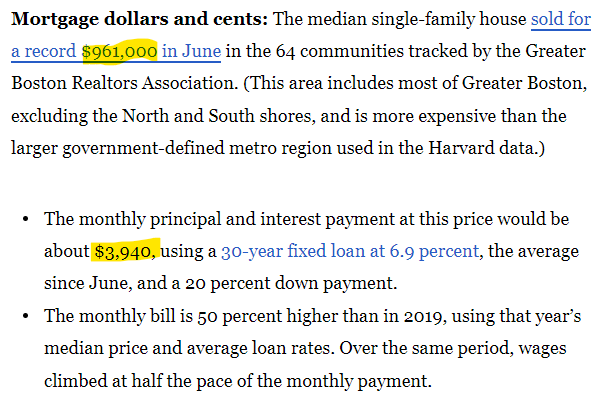 Mortgage dollars and cents: The median single-family house sold for
a record $961,000 in June in the 64 communities tracked by the Greater
Boston Realtors Association. (This area includes most of Greater Boston,
excluding the North and South shores, and is more expensive than the
larger government-defined metro region used in the Harvard data.)
• The monthly principal and interest payment at this price would be
about $3,940, using a 30-year fixed loan at 6.9 percent, the average
since June, and a 20 percent down payment.
• The monthly bill is 50 percent higher than in 2019, using that year’s
median price and average loan rates. Over the same period, wages
climbed at half the pace of the monthly payment.